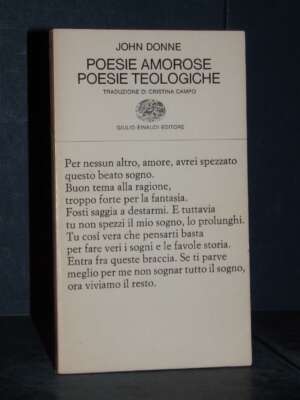 JOHN DONNE
POESIE AMOROSE
POESIE TEOLOGICHE
TRADUZIONE DI CRISTINA CAMPO
GIULIO EINAUDI EDITORE
Per nessun altro, amore, avrei spezzato
questo beato sogno.
Buon tema alla ragione,
troppo forte per la fantasia.
Fosti saggia a destarmi. E tuttavia
tu non spezzi il mio sogno, lo prolunghi.
Tu così vera che pensarti basta
per fare veri i sogni e le favole storia.
Entra fra queste braccia. Se ti parve
meglio per me non sognar tutto il sogno,
ora viviamo il resto.